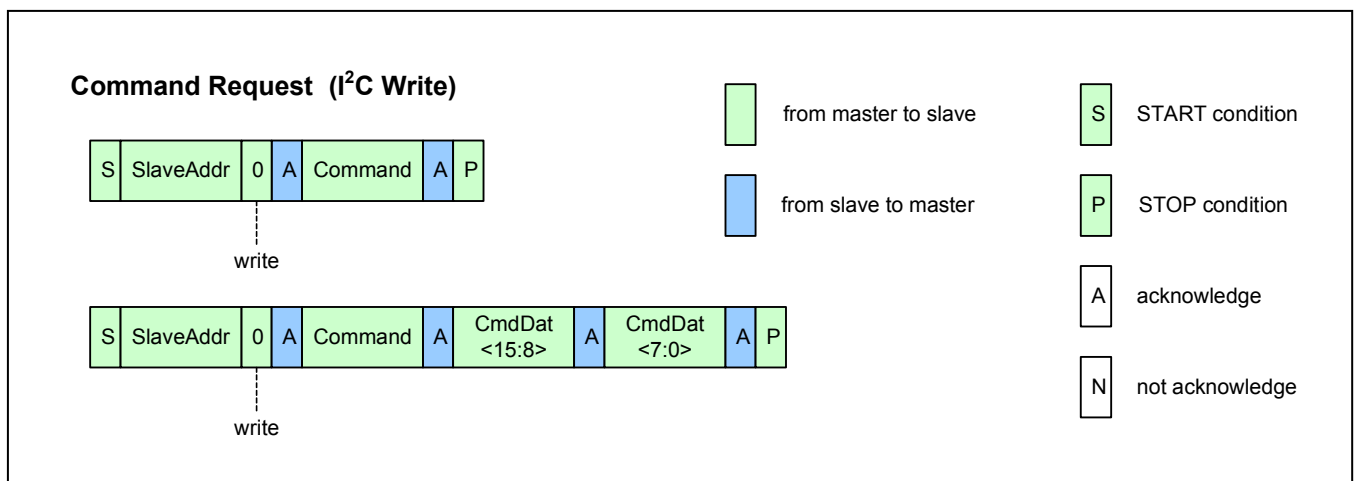 Command Request (I²C Write)
from master to slave
S START condition
S SlaveAddr 0 A Command A P
from slave to master
P STOP condition
write
A acknowledge
S SlaveAddr 0 A Command A CmdDat <15:8> A CmdDat <7:0> A P
N not acknowledge
write